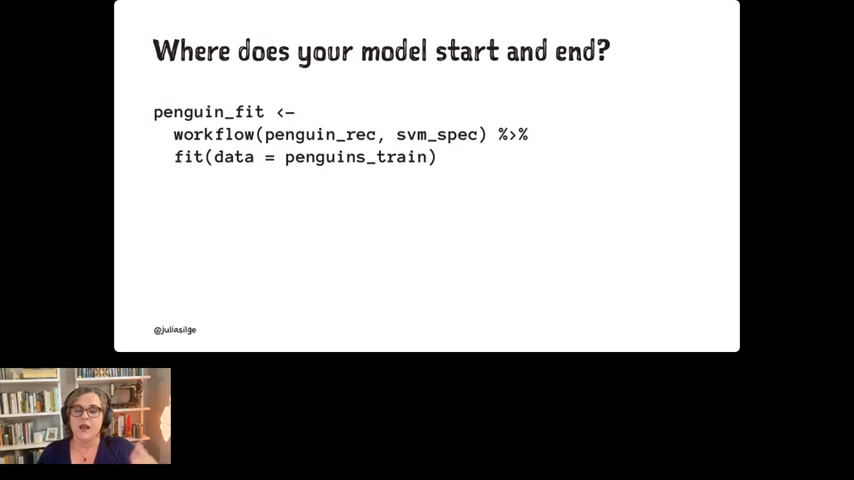 Where does your model start and end?
penguin_fit <-
workflow(penguin_rec, svm_spec) %>%
fit(data = penguins_train)
@juliasilge